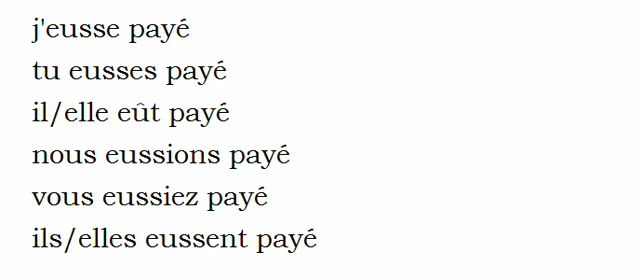 j'eusse payé
tu eusses payé
il/elle eût payé
nous eussions payé
vous eussiez payé
ils/elles eussent payé